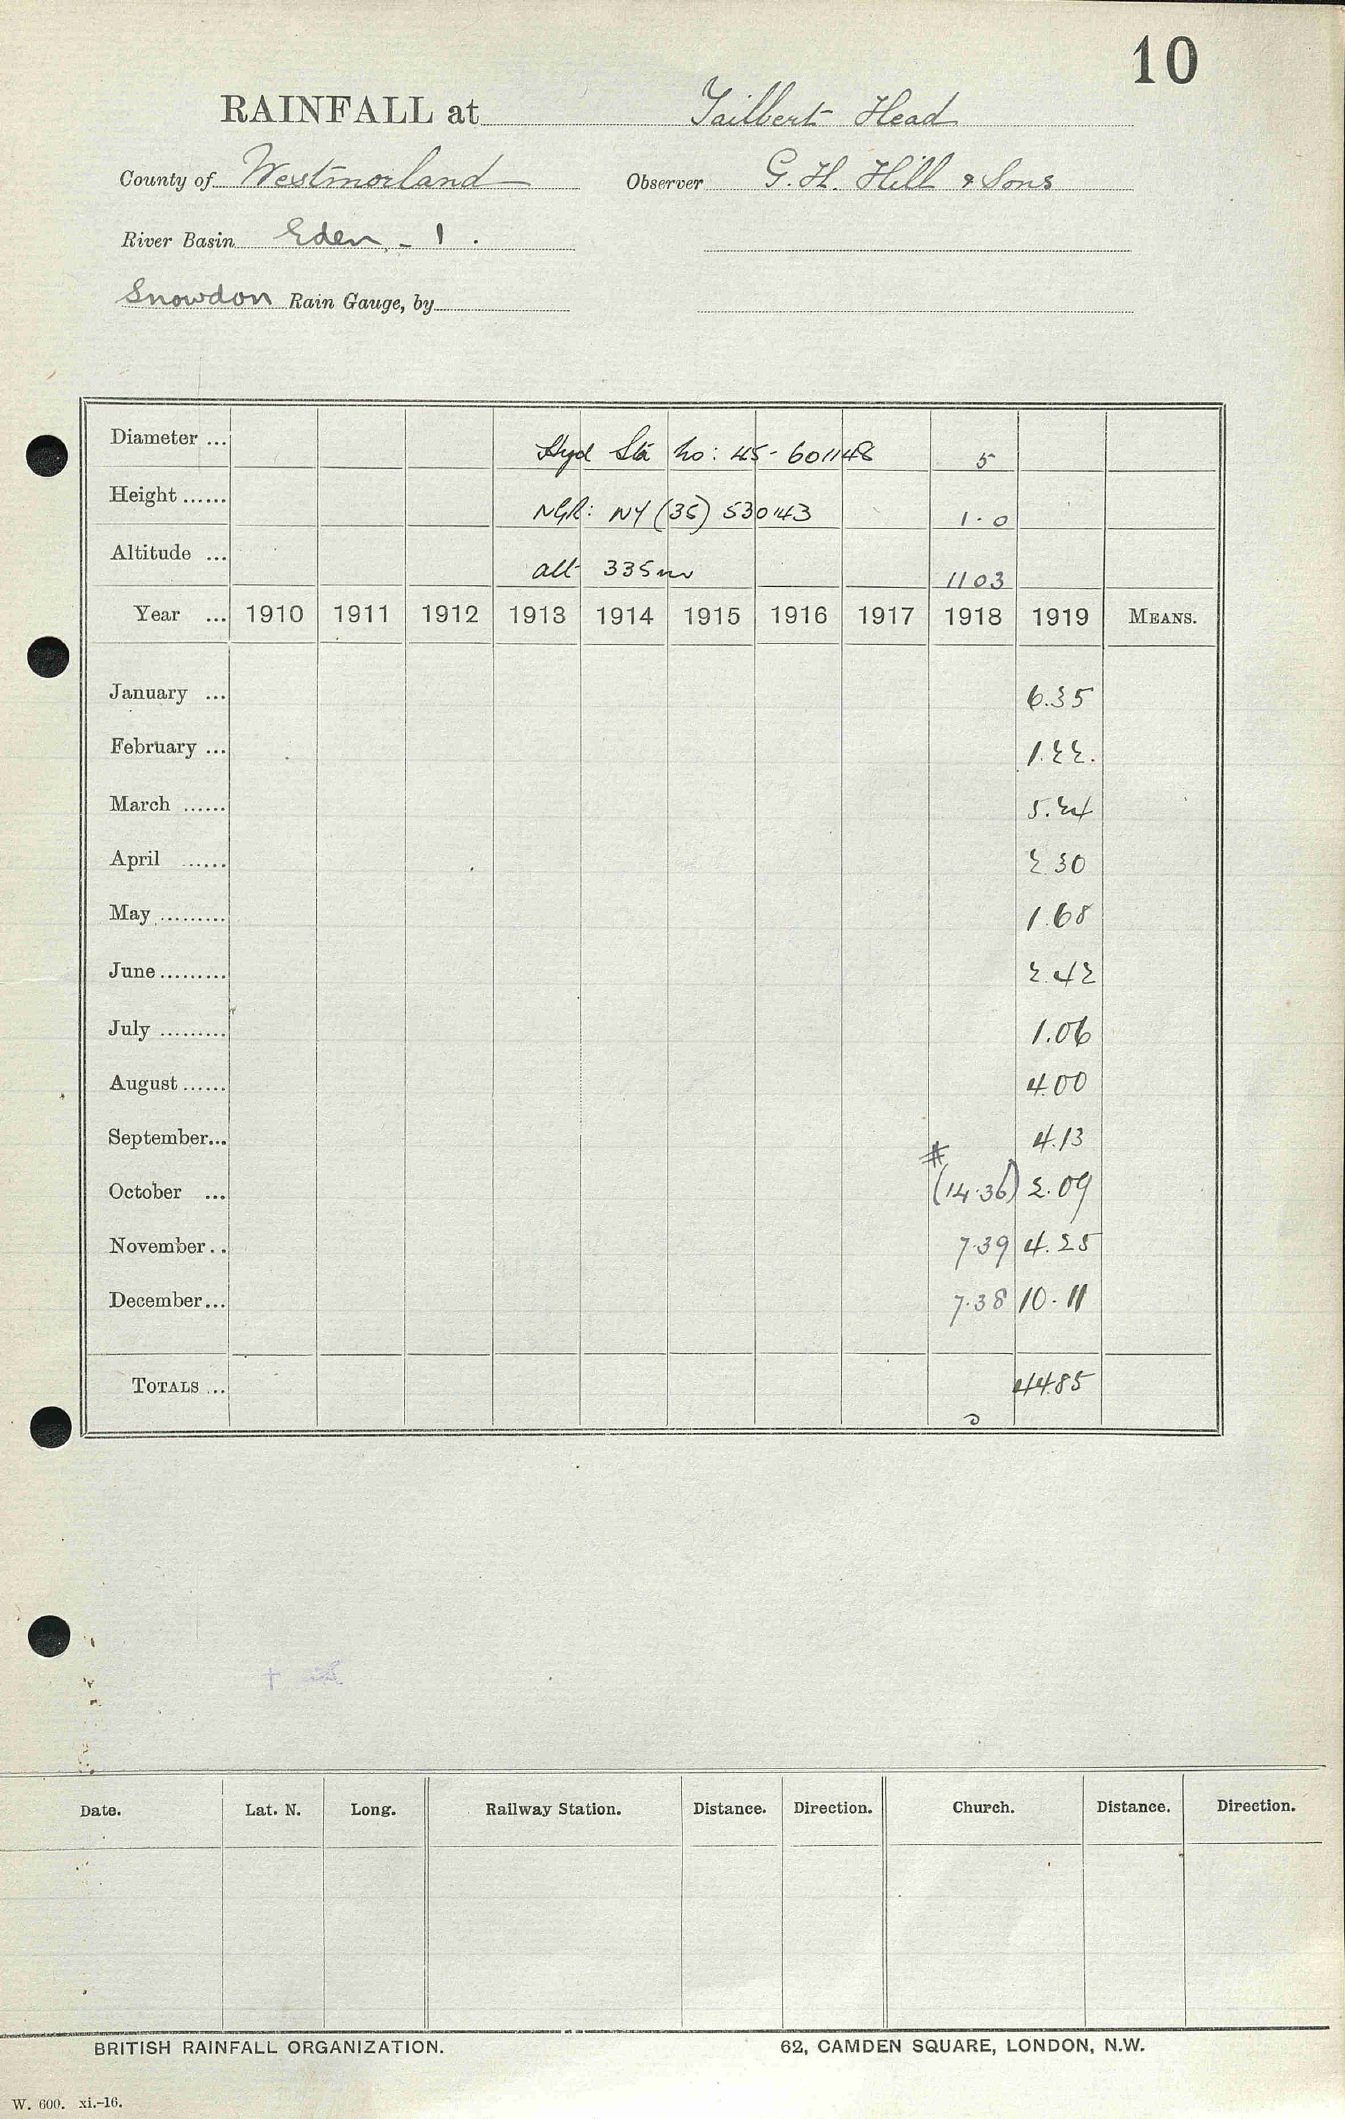 10
RAINFALL at Tailbert Head
County of Westmorland Observer G. H. Hill & Sons
River Basin Eden - 1.
Snowdon Rain Gauge, by
Diameter ... Hyd Sta No: 45-601148 5
Height ...... NGR: NY (35) 530143 1.0
Altitude ... alt 335m 1103
Year ... 1910 1911 1912 1913 1914 1915 1916 1917 1918 1919 MEANS.
January ... 6.35
February ... 1.22.
March ...... 5.24
April ...... 2.30
May ......... 1.68
June ......... 2.42
July ......... 1.06
August ...... 4.00
September... 4.13
October ... # (14.36) 2.09
November.. 7.39 4.25
December... 7.38 10.11
TOTALS ... 44.85
Date. Lat. N. Long. Railway Station. Distance. Direction. Church. Distance. Direction.
BRITISH RAINFALL ORGANIZATION. 62, CAMDEN SQUARE, LONDON, N.W.
W. 600. xi.-16.